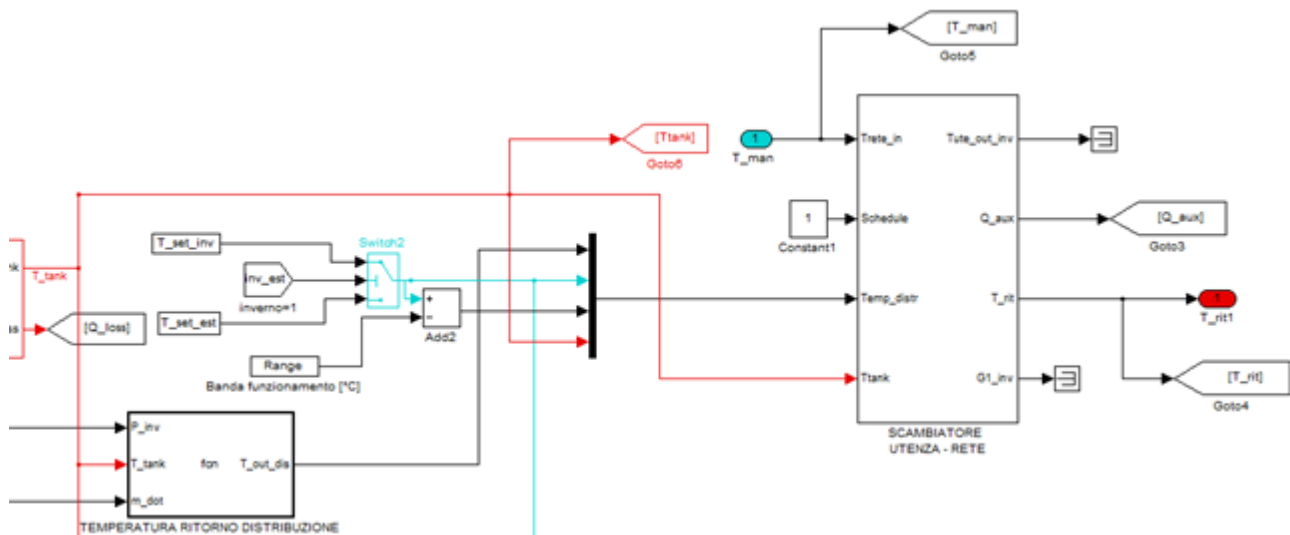 [T_man]
Goto5
[Ttank]
Goto6
1
T_man
Trete_in
Tute_out_inv
T_set_inv
Switch2
1
Constant1
Schedule
Q_aux
[Q_aux]
Goto3
T_tank
inv_est
inverno=1
[Q_loss]
T_set_est
+
−
Add2
Temp_distr
T_rit
1
T_rit1
Range
Banda funzionamento [°C]
Ttank
G1_inv
[T_rit]
Goto4
SCAMBIATORE
UTENZA - RETE
P_inv
T_tank
fcn
T_out_dis
m_dot
TEMPERATURA RITORNO DISTRIBUZIONE